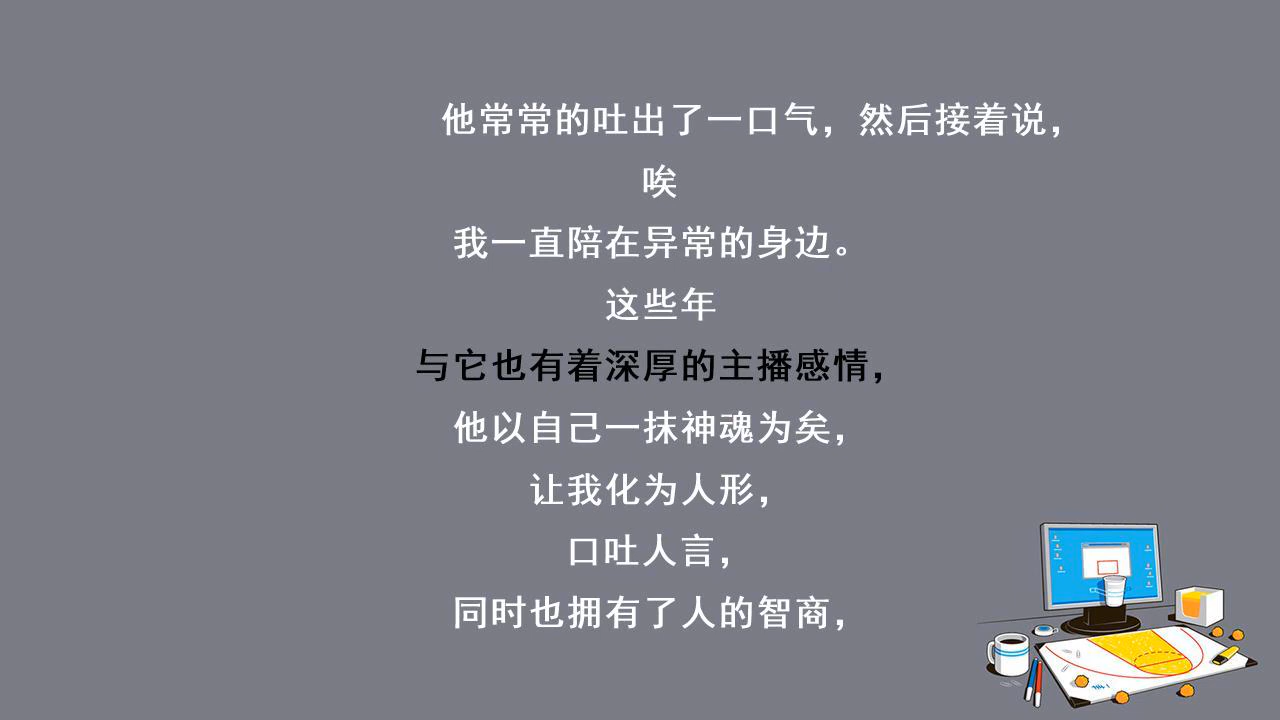 他常常的吐出了一口气，然后接着说，
唉
我一直陪在异常的身边。
这些年
与它也有着深厚的主播感情，
他以自己一抹神魂为矣，
让我化为人形，
口吐人言，
同时也拥有了人的智商，